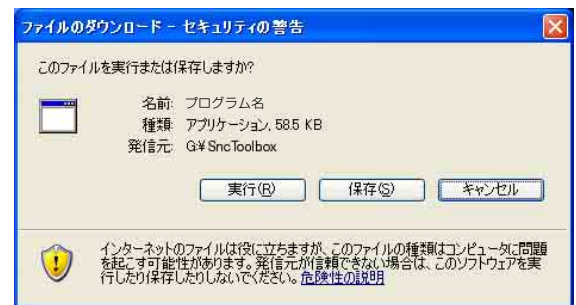 ファイルのダウンロード - セキュリティの警告
このファイルを実行または保存しますか?
名前: プログラム名
種類: アプリケーション, 58.5 KB
発信元: G:¥ SncToolbox
実行(R)
保存(S)
キャンセル
インターネットのファイルは役に立ちますが、このファイルの種類はコンピュータに問題
を起こす可能性があります。発信元が信頼できない場合は、このソフトウェアを実
行したり保存したりしないでください。危険性の説明